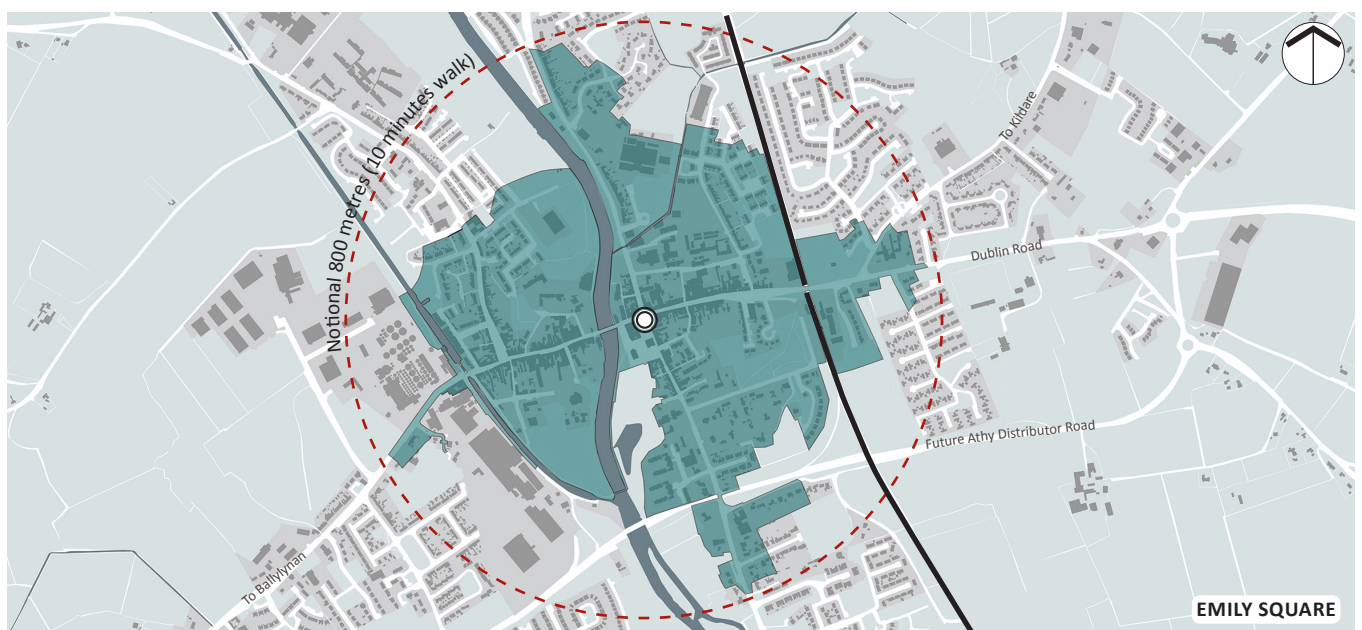 Notional 800 metres (10 minutes walk)
To Kildare
Dublin Road
Future Athy Distributor Road
To Ballylynan
EMILY SQUARE